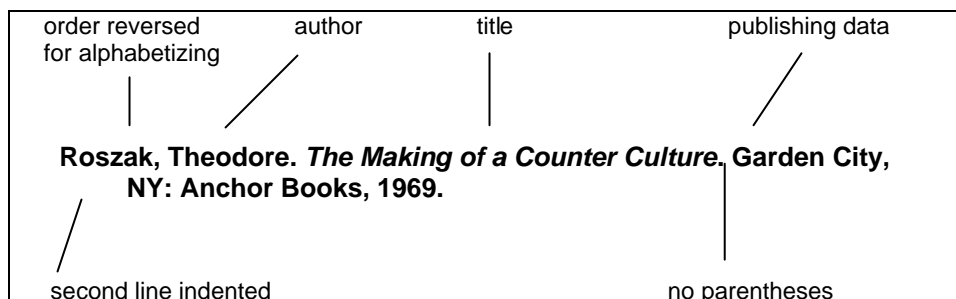 order reversed author title publishing data
for alphabetizing
Roszak, Theodore. The Making of a Counter Culture. Garden City,
NY: Anchor Books, 1969.
second line indented no parentheses